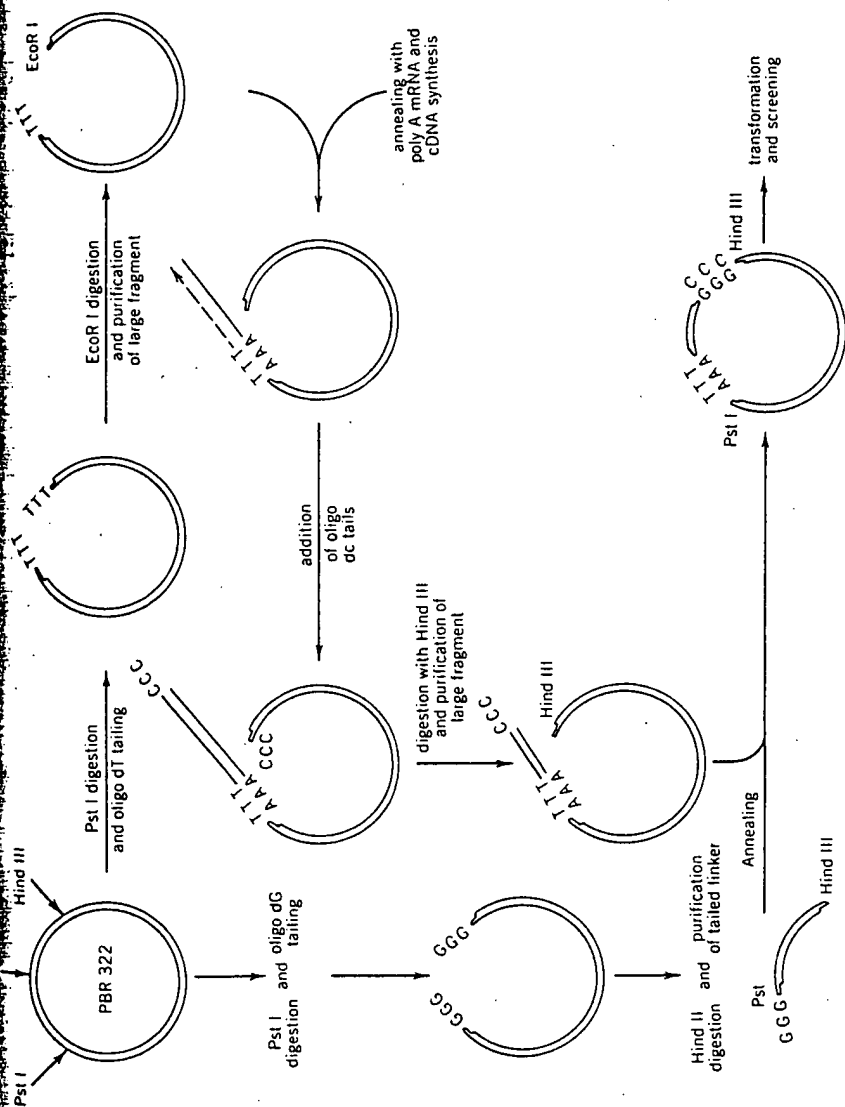 Pst I
Hind III
PBR 322
Pst I digestion
and oligo dT tailing
TTT
TTT
EcoR I digestion
and purification
of large fragment
TTT
EcoR I
annealing with
poly A mRNA and
cDNA synthesis
TTT
AAA
addition
of oligo
dc tails
CCC
TTT
AAA
CCC
digestion with Hind III
and purification of
large fragment
CCC
TTT
AAA
Hind III
Pst I
digestion
and
oligo dG
tailing
GGG
GGG
Hind II
digestion
and
purification
of tailed linker
Pst
GGG
Hind III
Annealing
Pst I
TTT
AAA
CCC
GGG
Hind III
transformation
and screening